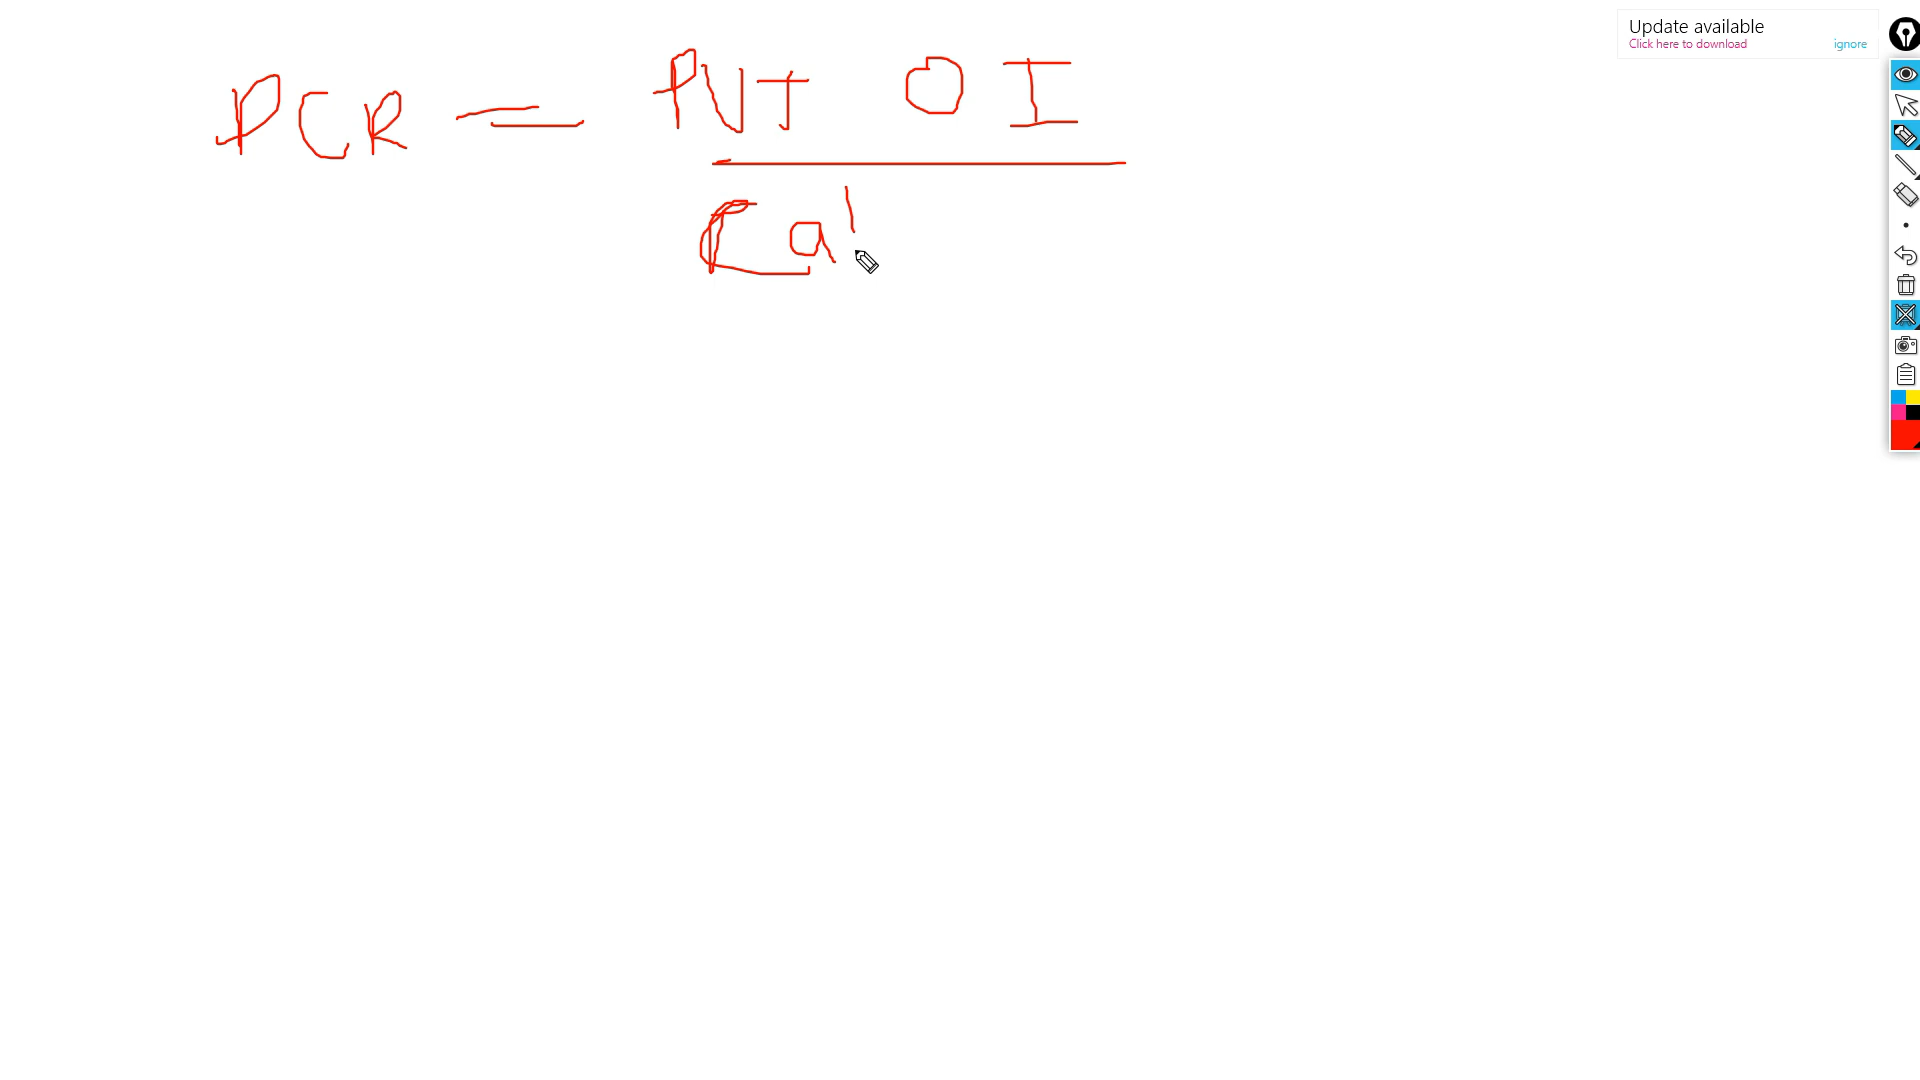 Update available
Click here to download ignore
PCR = PUT OI
Cal